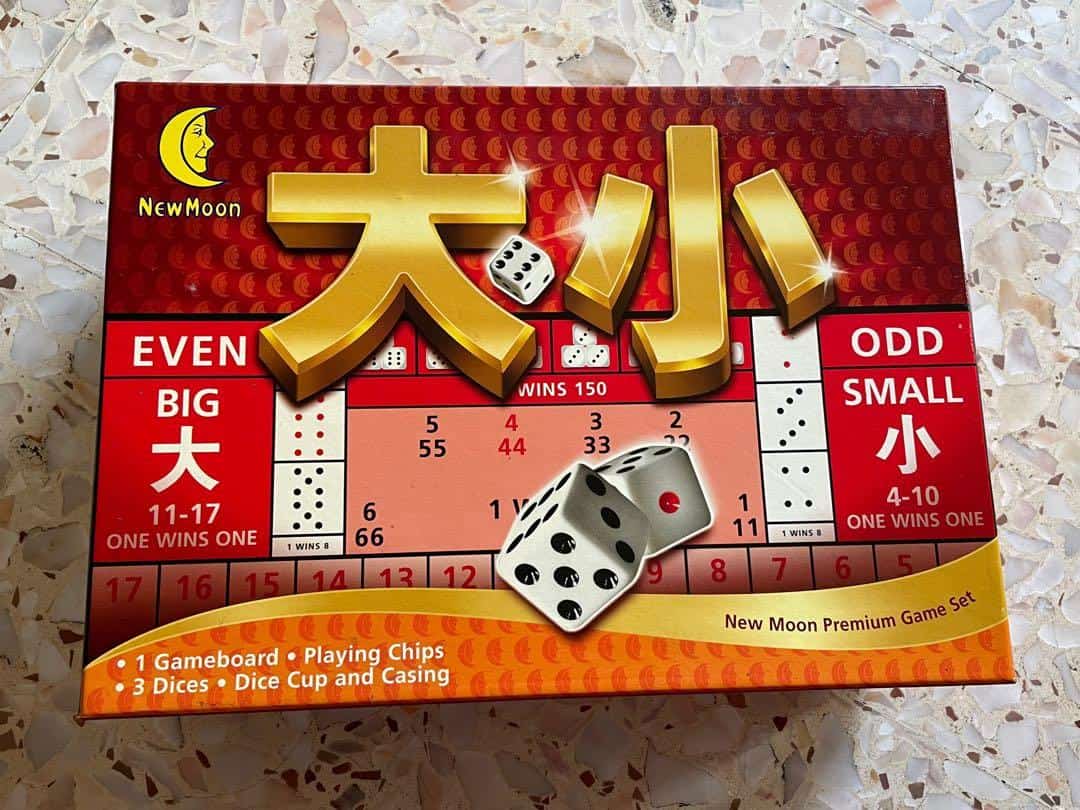 NewMoon
大小
EVEN
ODD
WINS 150
BIG
大
11-17
ONE WINS ONE
SMALL
小
4-10
ONE WINS ONE
5 4 3 2
55 44 33 22
6
66
1
1
11
1 WINS 8
1 WINS 8
17 16 15 14 13 12 9 8 7 6 5
New Moon Premium Game Set
• 1 Gameboard • Playing Chips
• 3 Dices • Dice Cup and Casing